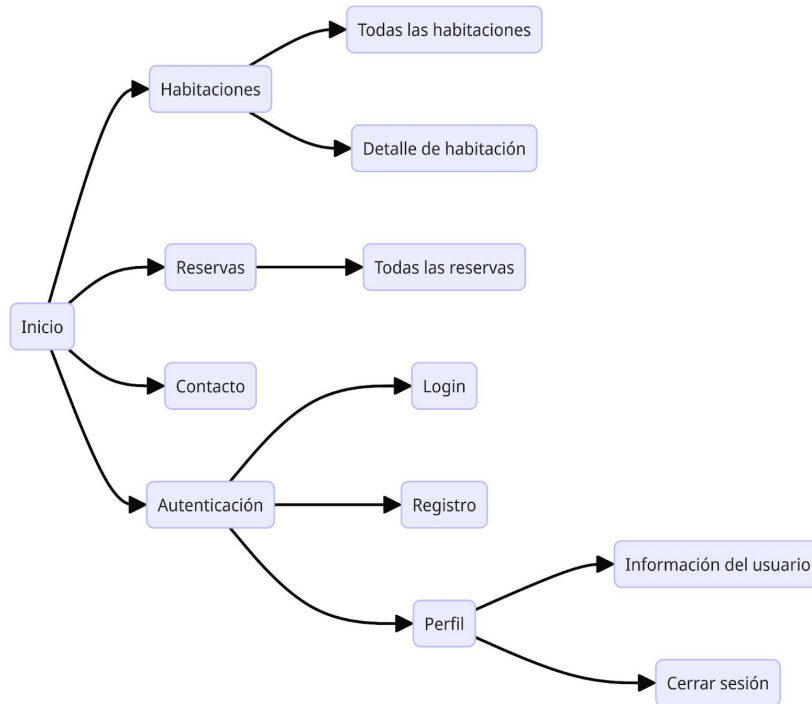 Todas las habitaciones
Habitaciones
Detalle de habitación
Reservas
Todas las reservas
Inicio
Contacto
Login
Autenticación
Registro
Información del usuario
Perfil
Cerrar sesión